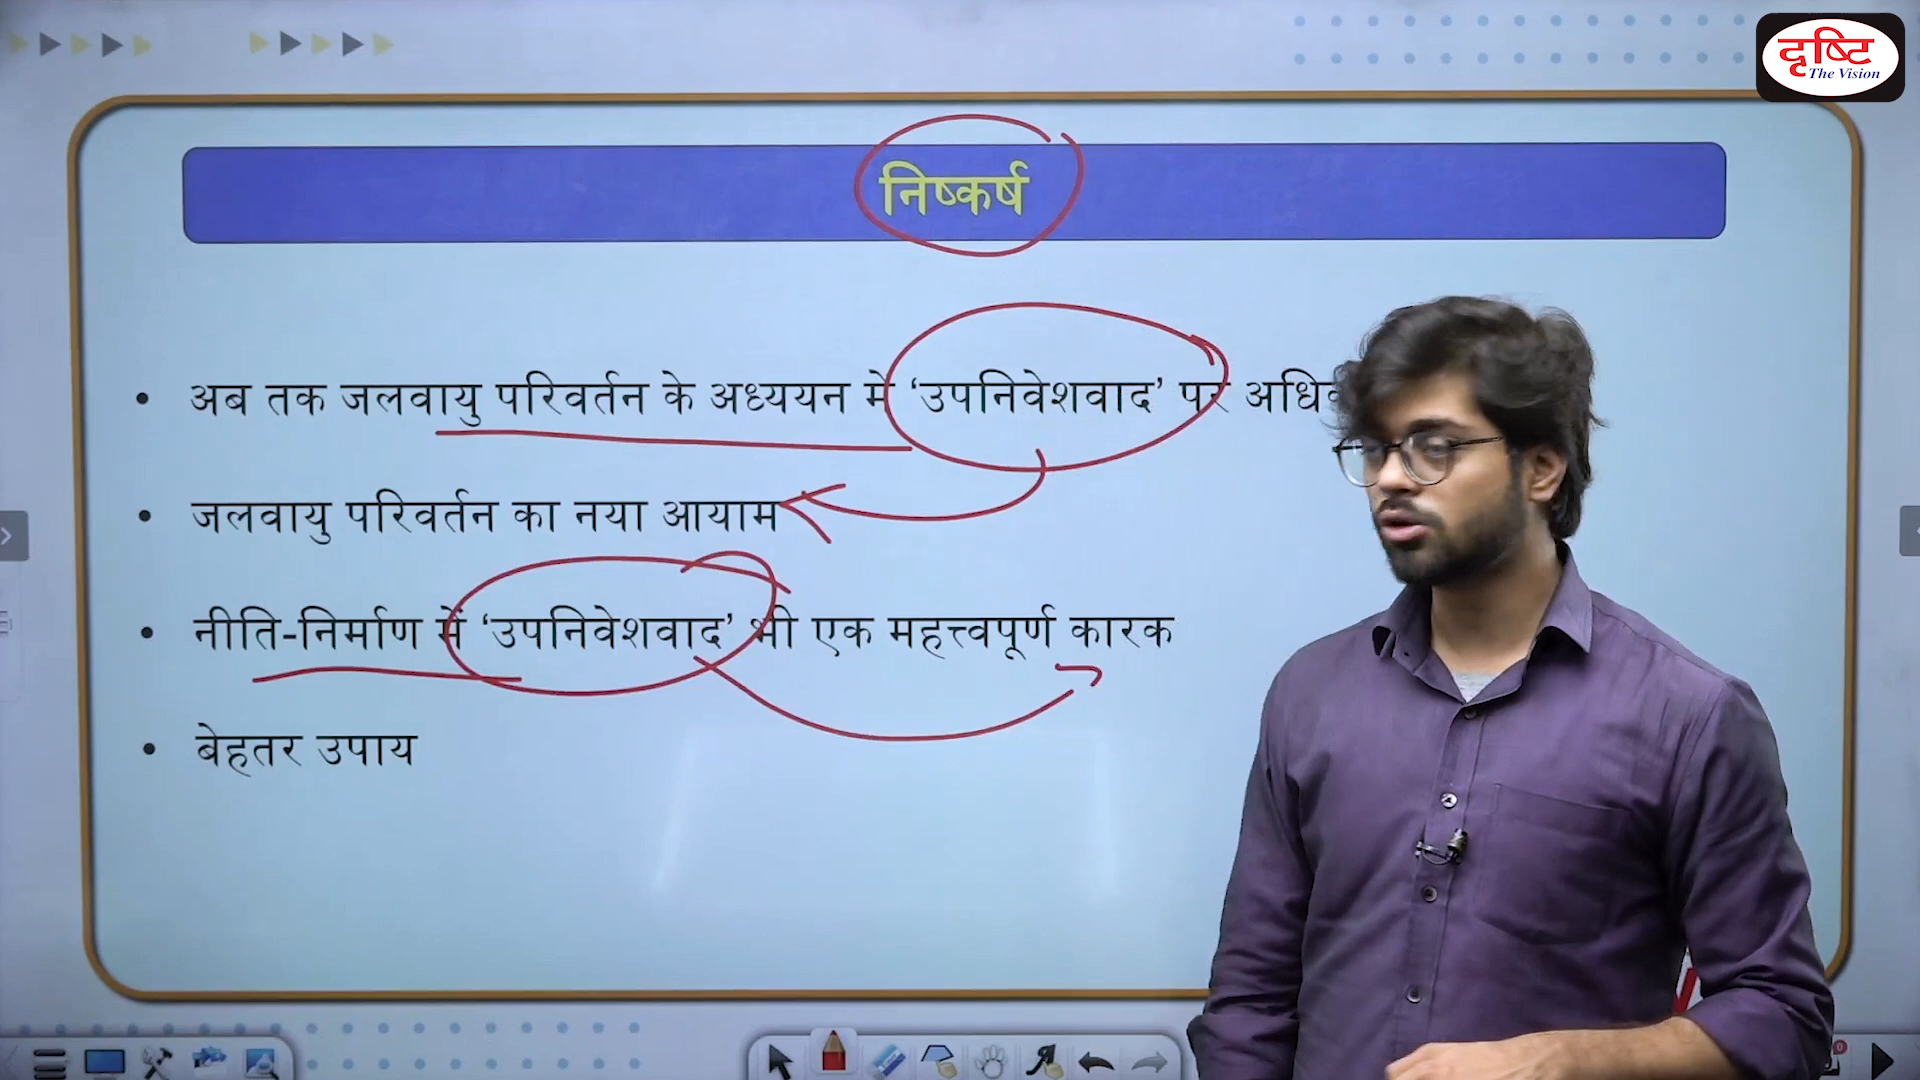 दृष्टि
The Vision
निष्कर्ष
• अब तक जलवायु परिवर्तन के अध्ययन में ‘उपनिवेशवाद’ पर
• जलवायु परिवर्तन का नया आयाम
• नीति-निर्माण में ‘उपनिवेशवाद’ भी एक महत्त्वपूर्ण कारक
• बेहतर उपाय